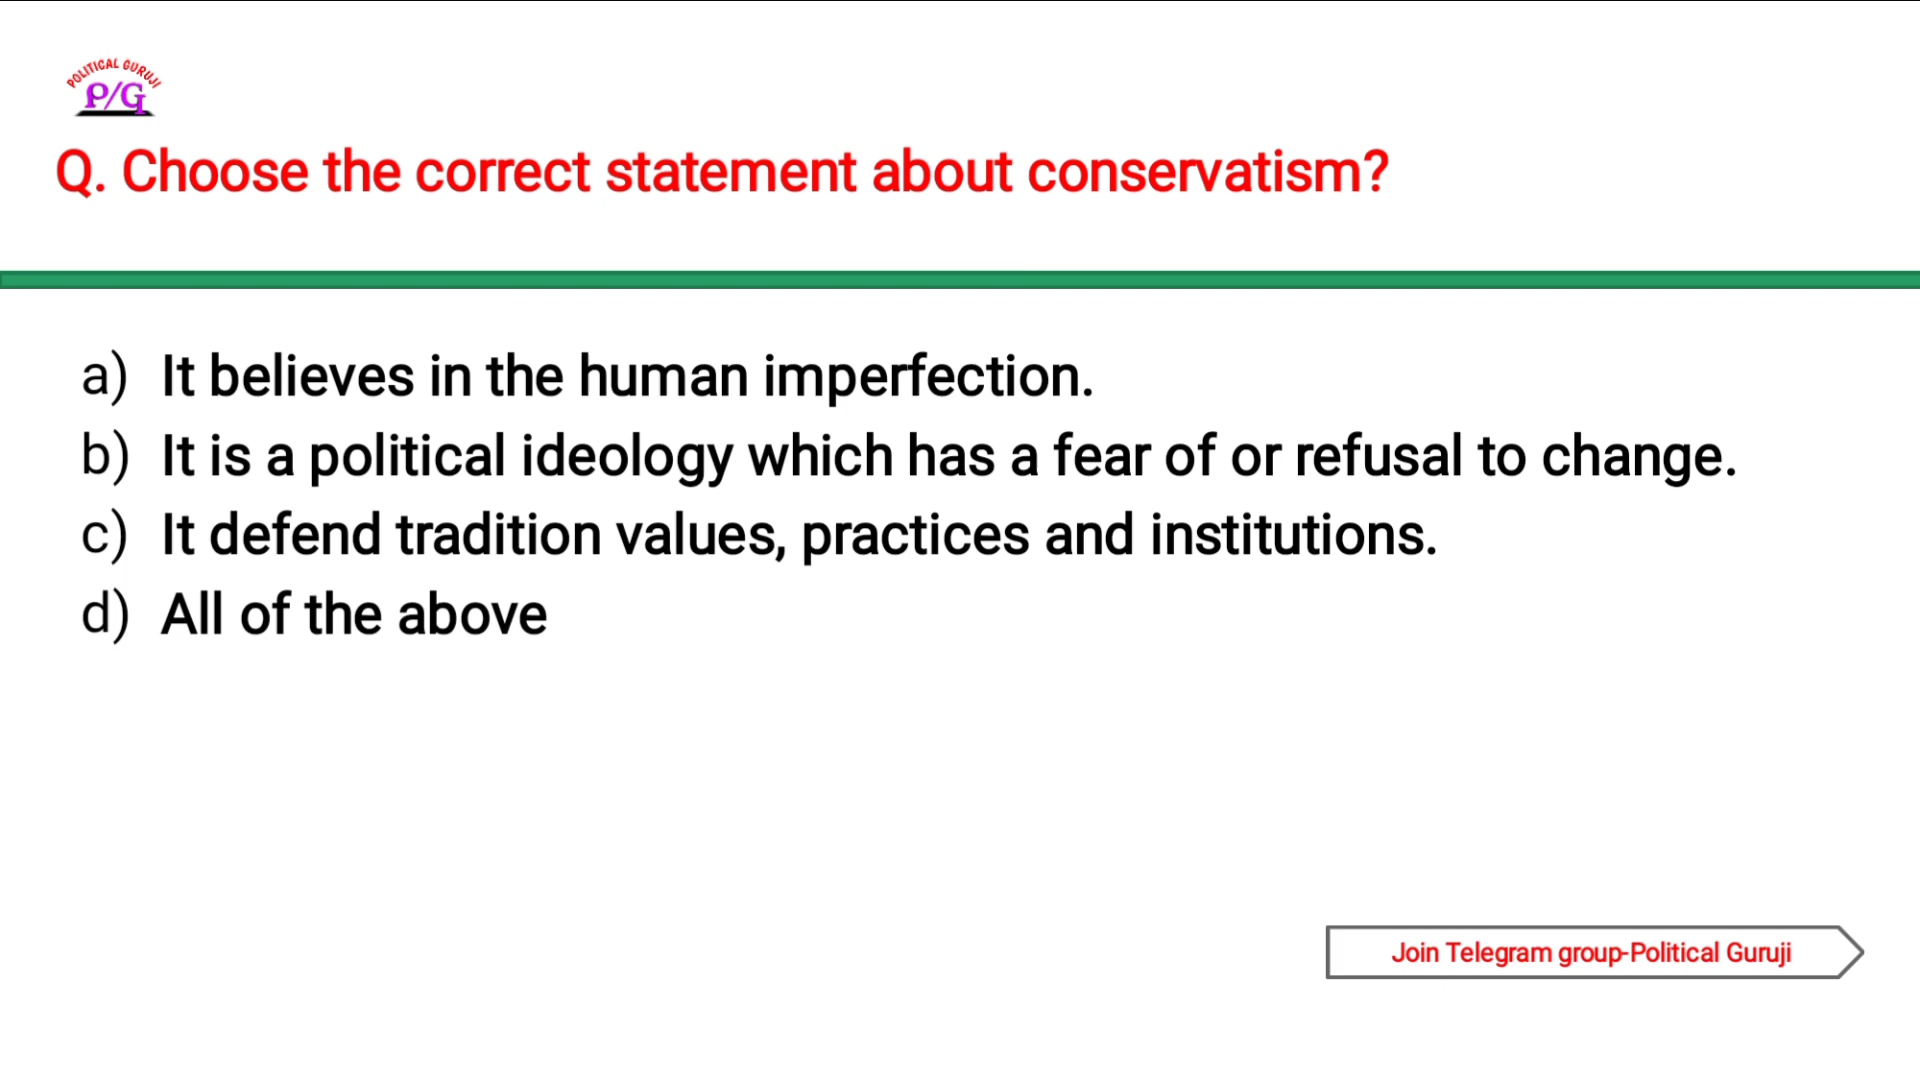 POLITICAL GURUJI
P/G
Q. Choose the correct statement about conservatism?
a) It believes in the human imperfection.
b) It is a political ideology which has a fear of or refusal to change.
c) It defend tradition values, practices and institutions.
d) All of the above
Join Telegram group-Political Guruji